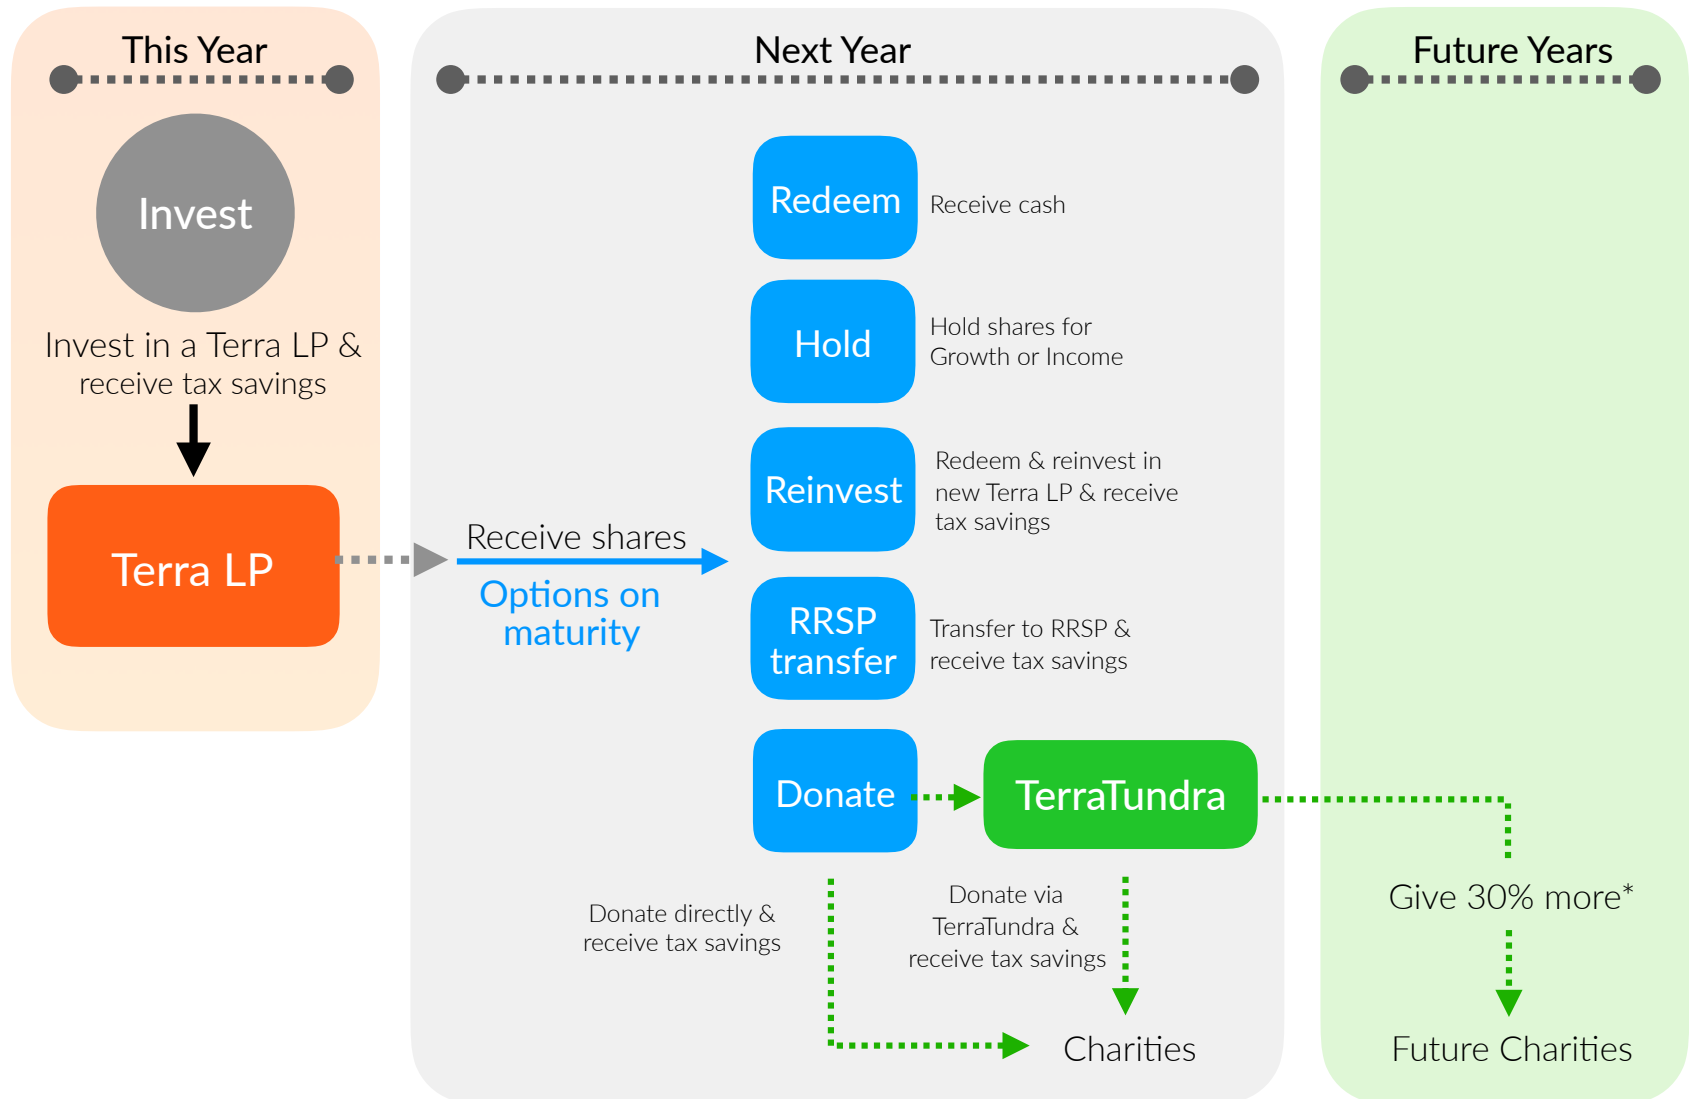 This Year
Invest
Invest in a Terra LP &
receive tax savings
Terra LP
Next Year
Receive shares
Options on
maturity
Redeem
Receive cash
Hold
Hold shares for
Growth or Income
Reinvest
Redeem & reinvest in
new Terra LP & receive
tax savings
RRSP
transfer
Transfer to RRSP &
receive tax savings
Donate
TerraTundra
Donate directly &
receive tax savings
Donate via
TerraTundra &
receive tax savings
Charities
Future Years
Give 30% more*
Future Charities